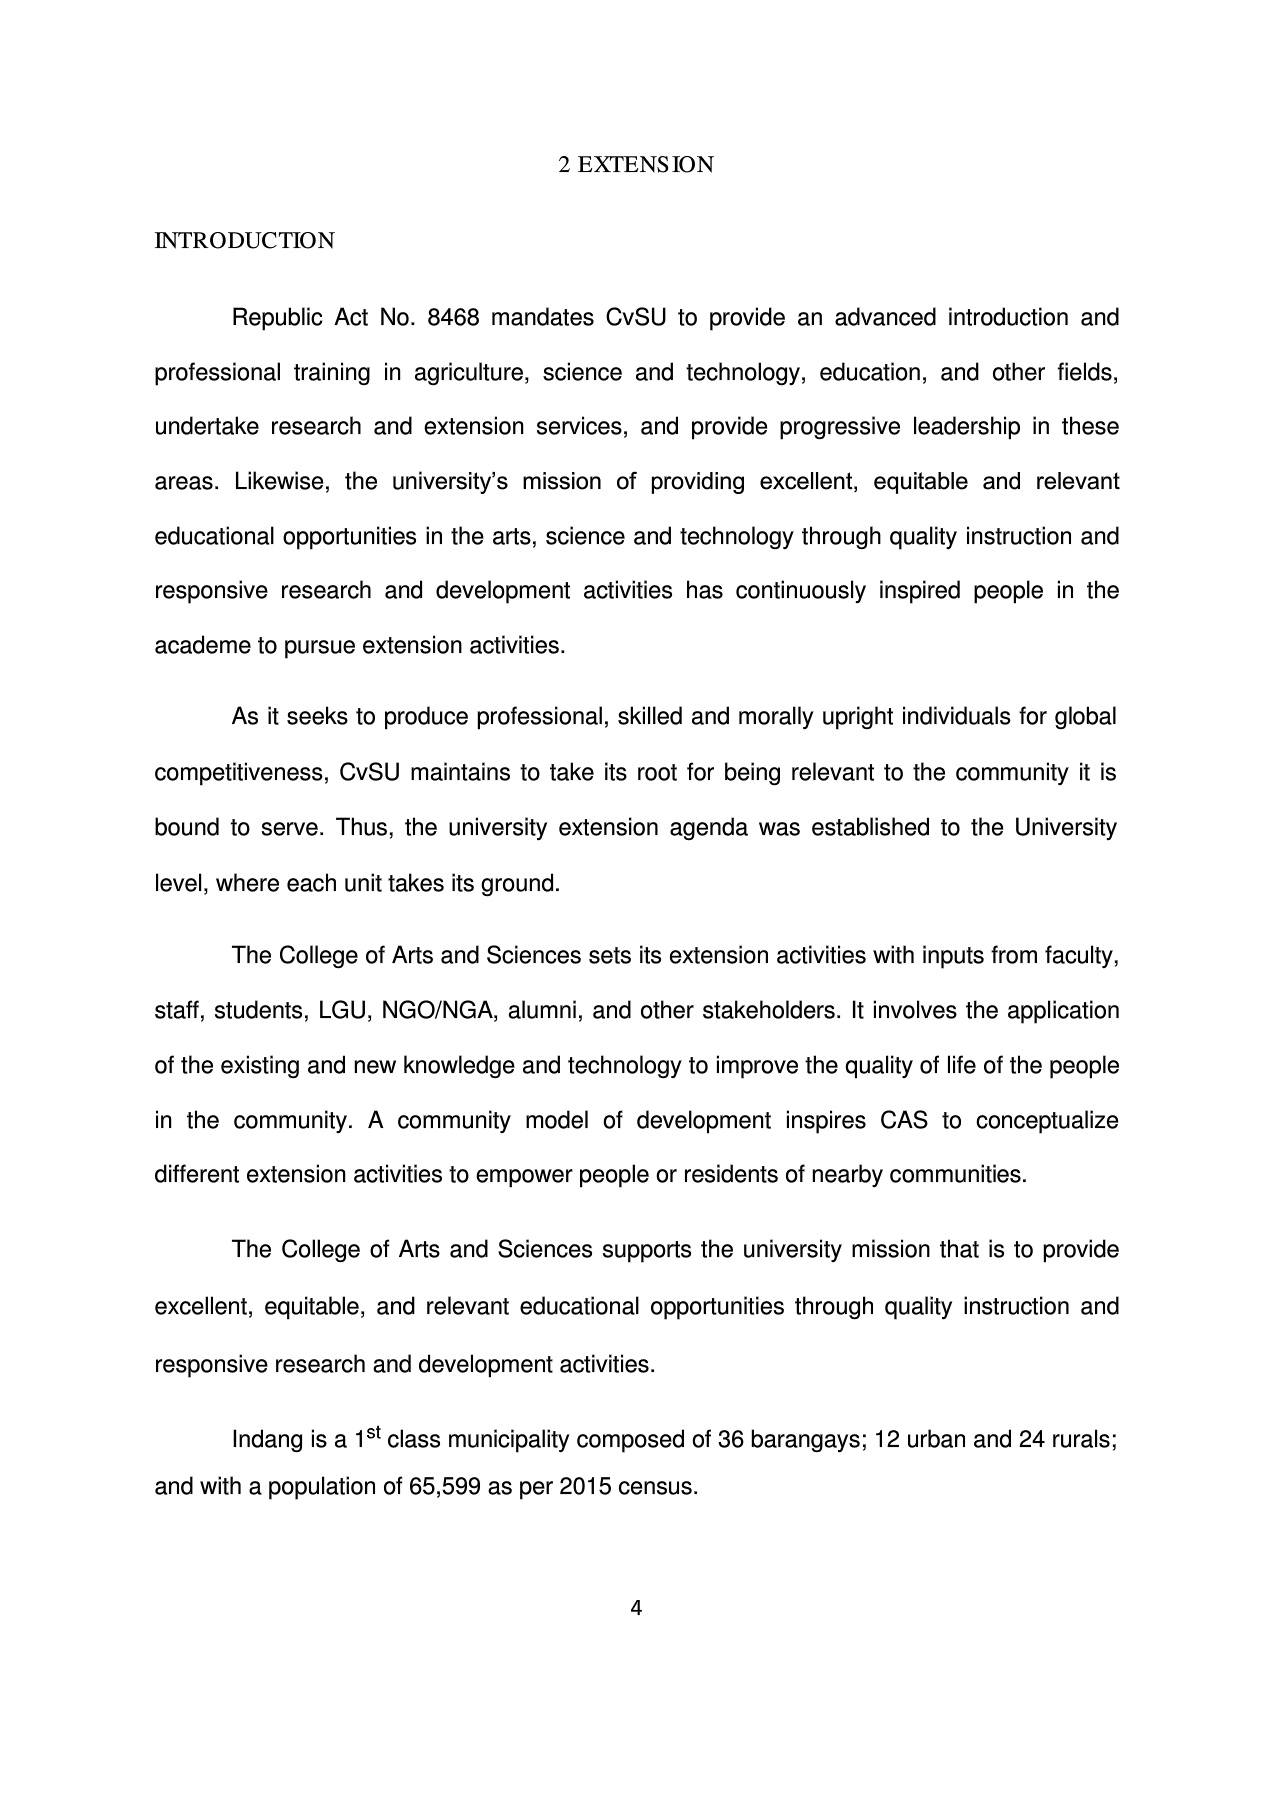 2 EXTENSION
INTRODUCTION
Republic Act No. 8468 mandates CvSU to provide an advanced introduction and
professional training in agriculture, science and technology, education, and other fields,
undertake research and extension services, and provide progressive leadership in these
areas. Likewise, the university’s mission of providing excellent, equitable and relevant
educational opportunities in the arts, science and technology through quality instruction and
responsive research and development activities has continuously inspired people in the
academe to pursue extension activities.
As it seeks to produce professional, skilled and morally upright individuals for global
competitiveness, CvSU maintains to take its root for being relevant to the community it is
bound to serve. Thus, the university extension agenda was established to the University
level, where each unit takes its ground.
The College of Arts and Sciences sets its extension activities with inputs from faculty,
staff, students, LGU, NGO/NGA, alumni, and other stakeholders. It involves the application
of the existing and new knowledge and technology to improve the quality of life of the people
in the community. A community model of development inspires CAS to conceptualize
different extension activities to empower people or residents of nearby communities.
The College of Arts and Sciences supports the university mission that is to provide
excellent, equitable, and relevant educational opportunities through quality instruction and
responsive research and development activities.
Indang is a 1st class municipality composed of 36 barangays; 12 urban and 24 rurals;
and with a population of 65,599 as per 2015 census.
4